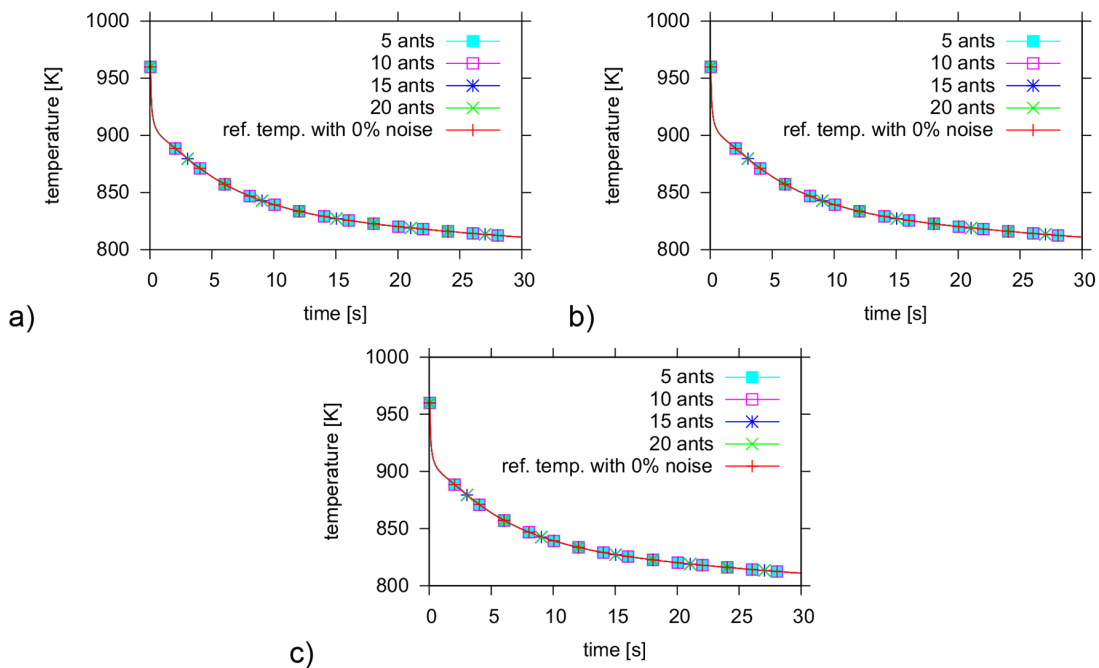 1000
950
900
850
800
temperature [K]
5 ants
10 ants
15 ants
20 ants
ref. temp. with 0% noise
0 5 10 15 20 25 30
time [s]
a)
1000
950
900
850
800
temperature [K]
5 ants
10 ants
15 ants
20 ants
ref. temp. with 0% noise
0 5 10 15 20 25 30
time [s]
b)
1000
950
900
850
800
temperature [K]
5 ants
10 ants
15 ants
20 ants
ref. temp. with 0% noise
0 5 10 15 20 25 30
time [s]
c)